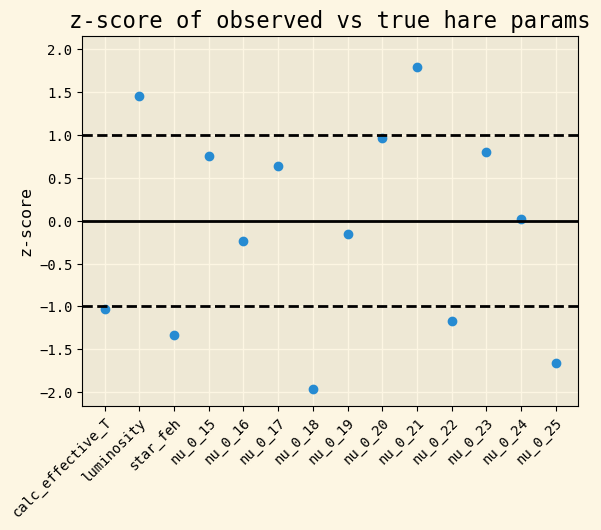 z-score of observed vs true hare params
z-score
2.0
1.5
1.0
0.5
0.0
−0.5
−1.0
−1.5
−2.0
calc_effective_T
luminosity
star_feh
nu_0_15
nu_0_16
nu_0_17
nu_0_18
nu_0_19
nu_0_20
nu_0_21
nu_0_22
nu_0_23
nu_0_24
nu_0_25